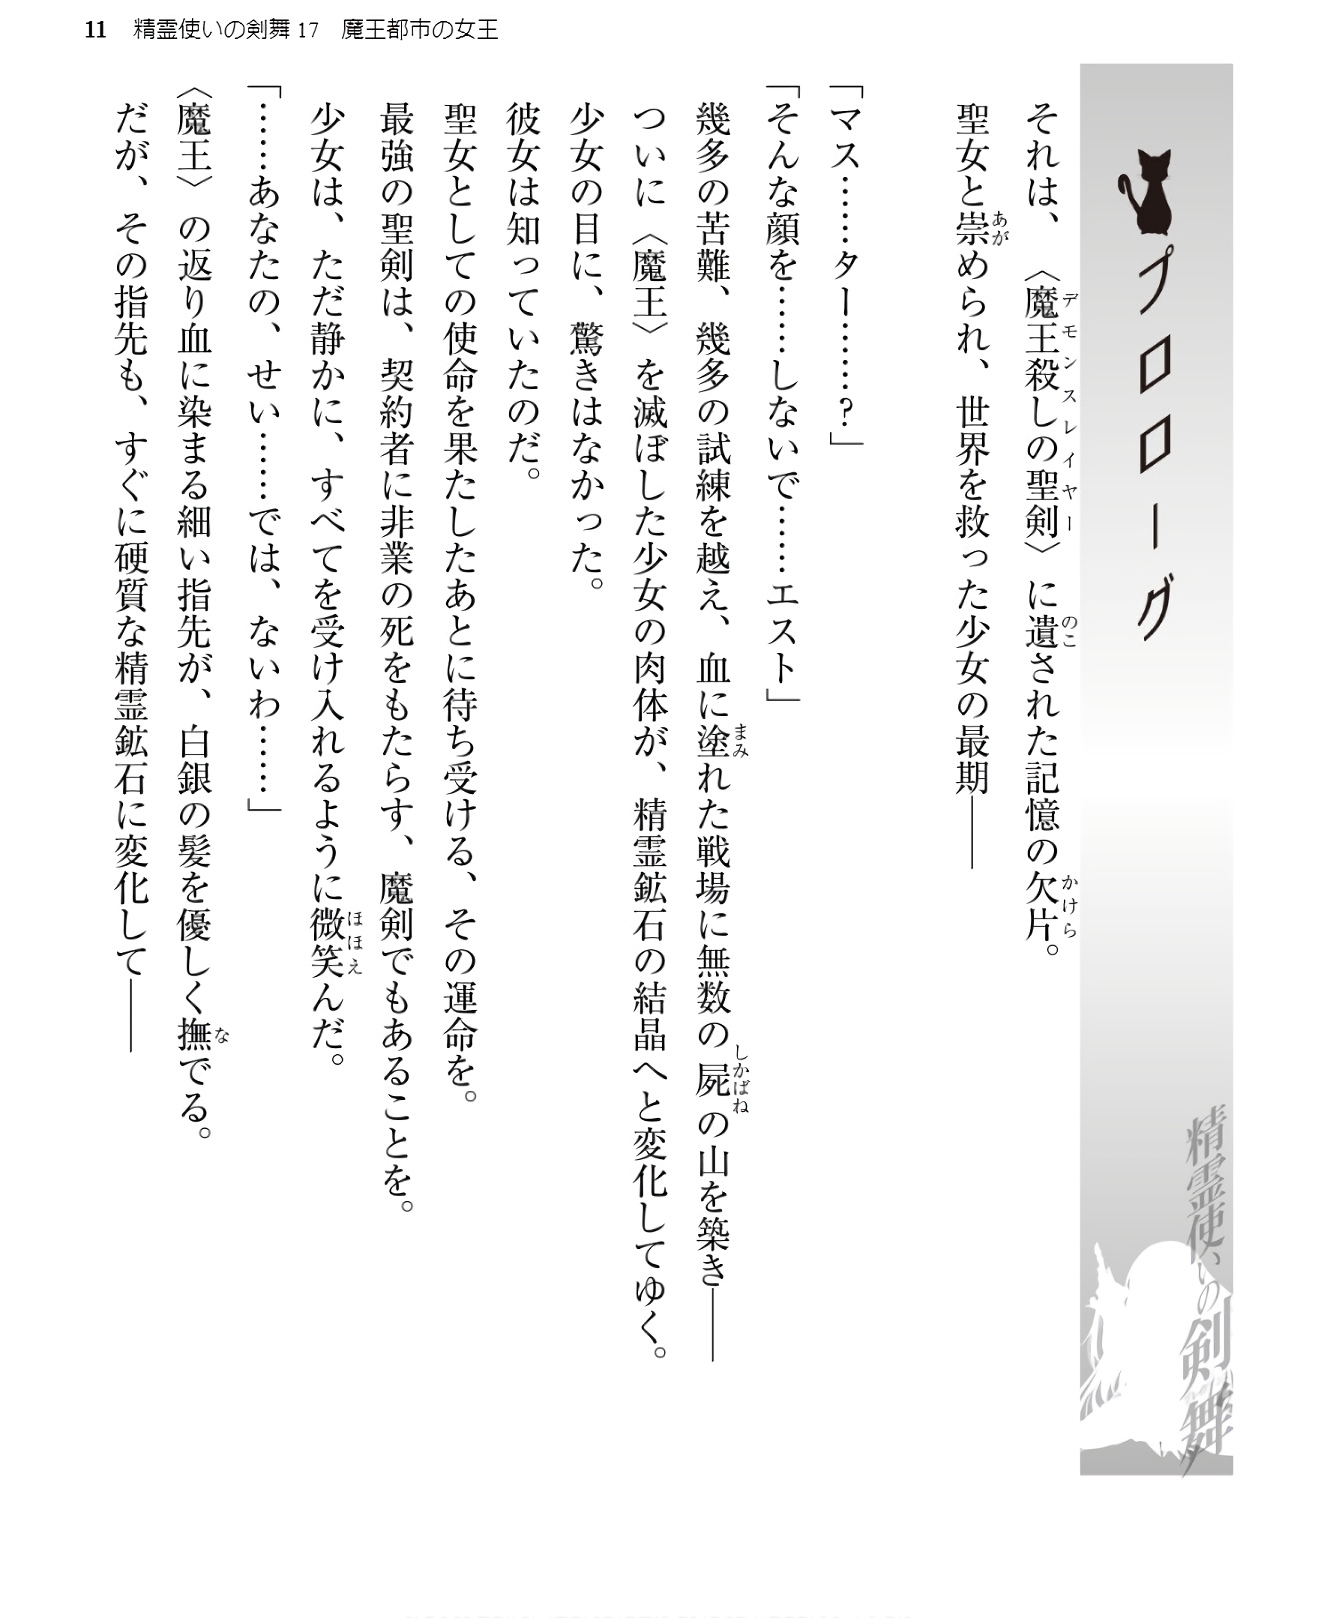 11 精霊使いの剣舞17 魔王都市の女王
プロローグ
精霊使いの剣舞
それは、〈魔王殺しの聖剣〉に遺された記憶の欠片。
デモンスレイヤー
のこ
かけら
聖女と崇められ、世界を救った少女の最期――
あが
「マス……ター……？」
「そんな顔を……しないで……エスト」
幾多の苦難、幾多の試練を越え、血に塗れた戦場に無数の屍の山を築き――
まみ
しかばね
ついに〈魔王〉を滅ぼした少女の肉体が、精霊鉱石の結晶へと変化してゆく。
少女の目に、驚きはなかった。
彼女は知っていたのだ。
聖女としての使命を果たしたあとに待ち受ける、その運命を。
最強の聖剣は、契約者に非業の死をもたらす、魔剣でもあることを。
少女は、ただ静かに、すべてを受け入れるように微笑んだ。
ほほえ
「……あなたの、せい……では、ないわ……」
〈魔王〉の返り血に染まる細い指先が、白銀の髪を優しく撫でる。
な
だが、その指先も、すぐに硬質な精霊鉱石に変化して――